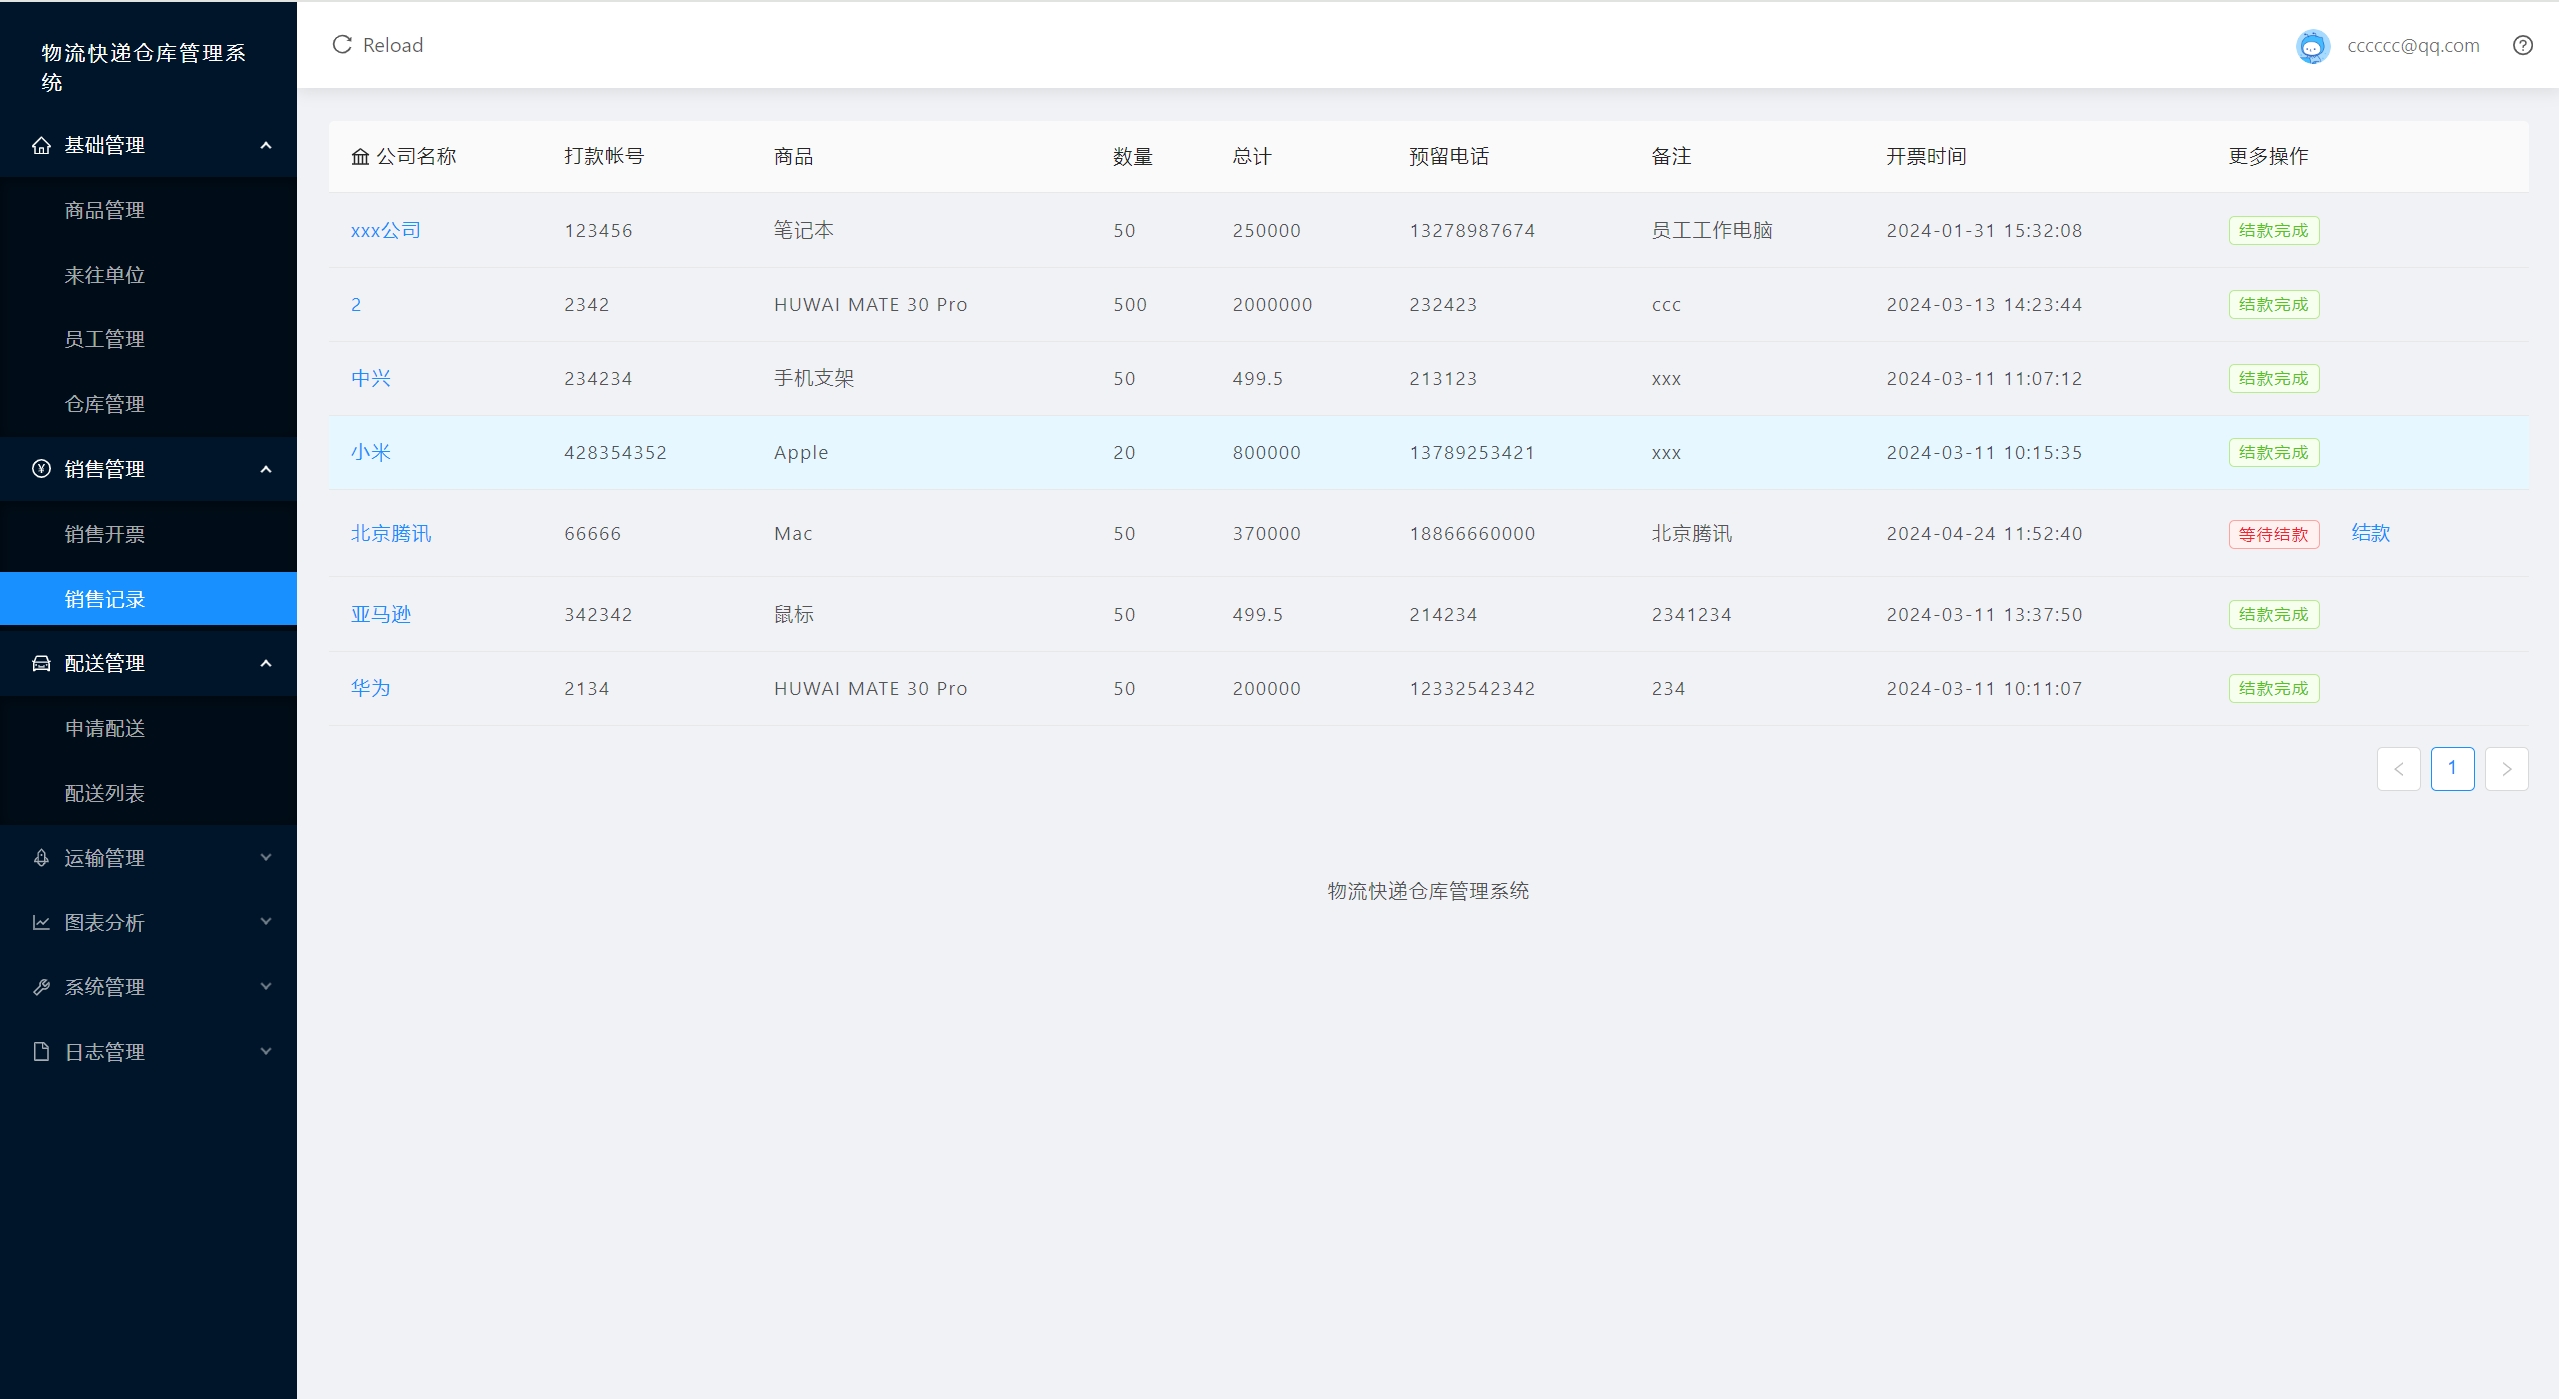 物流快递仓库管理系
统
基础管理
商品管理
来往单位
员工管理
仓库管理
销售管理
销售开票
销售记录
配送管理
申请配送
配送列表
运输管理
图表分析
系统管理
日志管理
Reload
cccccc@qq.com
公司名称 打款帐号 商品 数量 总计 预留电话 备注 开票时间 更多操作
xxx公司 123456 笔记本 50 250000 13278987674 员工工作电脑 2024-01-31 15:32:08 结款完成
2 2342 HUWAI MATE 30 Pro 500 2000000 232423 ccc 2024-03-13 14:23:44 结款完成
中兴 234234 手机支架 50 499.5 213123 xxx 2024-03-11 11:07:12 结款完成
小米 428354352 Apple 20 800000 13789253421 xxx 2024-03-11 10:15:35 结款完成
北京腾讯 66666 Mac 50 370000 18866660000 北京腾讯 2024-04-24 11:52:40 等待结款 结款
亚马逊 342342 鼠标 50 499.5 214234 2341234 2024-03-11 13:37:50 结款完成
华为 2134 HUWAI MATE 30 Pro 50 200000 12332542342 234 2024-03-11 10:11:07 结款完成
1
物流快递仓库管理系统